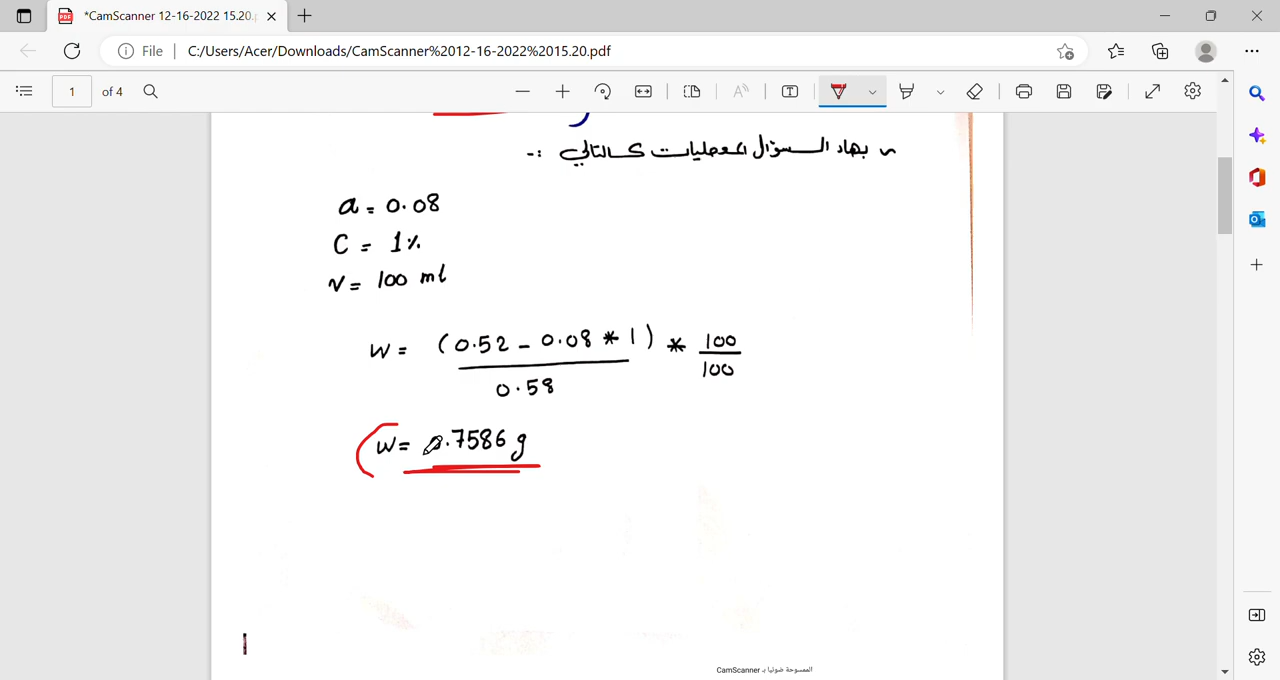 *CamScanner 12-16-2022 15.20.p
File
C:/Users/Acer/Downloads/CamScanner%2012-16-2022%2015.20.pdf
1 of 4
~ بهاد السؤال المعطيات كالتالي :-
a = 0.08
C = 1%
V = 100 ml
W = (0.52 - 0.08 * 1) / 0.58 * 100 / 100
W = 0.7586 g
الممسوحة ضوئيا بـ CamScanner